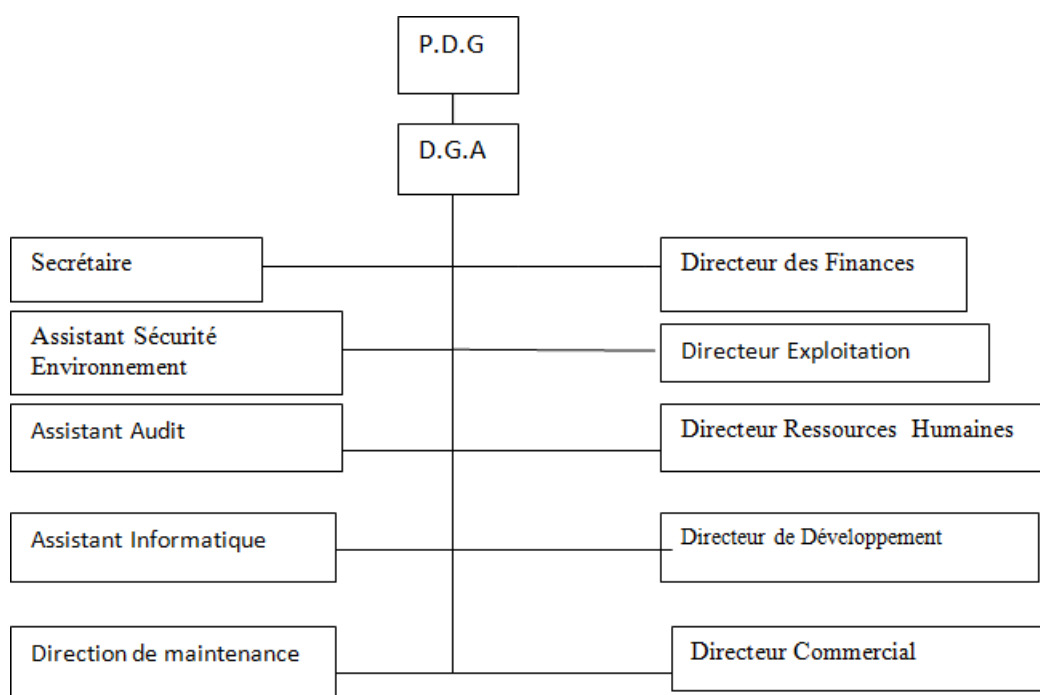 P.D.G
D.G.A
Secrétaire
Directeur des Finances
Assistant Sécurité
Environnement
Directeur Exploitation
Assistant Audit
Directeur Ressources Humaines
Assistant Informatique
Directeur de Développement
Direction de maintenance
Directeur Commercial